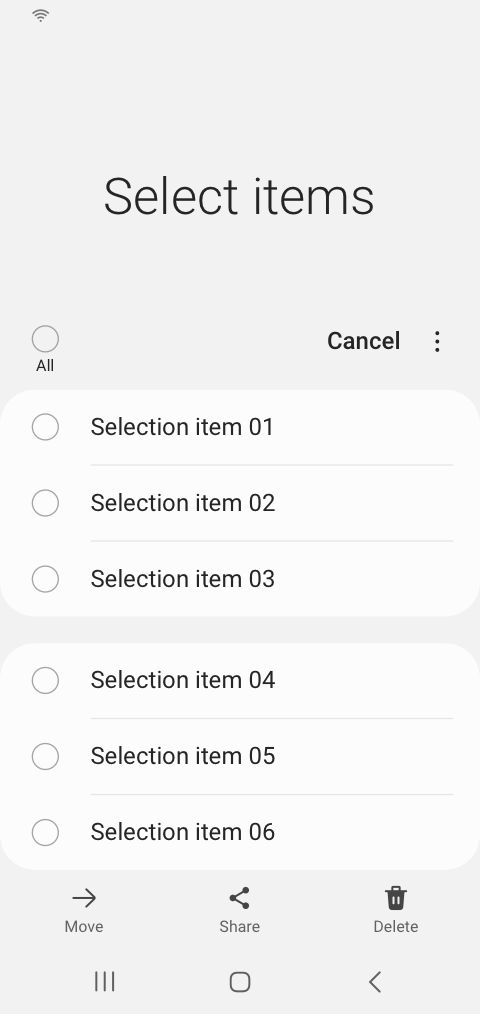 Select items
All
Cancel
Selection item 01
Selection item 02
Selection item 03
Selection item 04
Selection item 05
Selection item 06
Move
Share
Delete